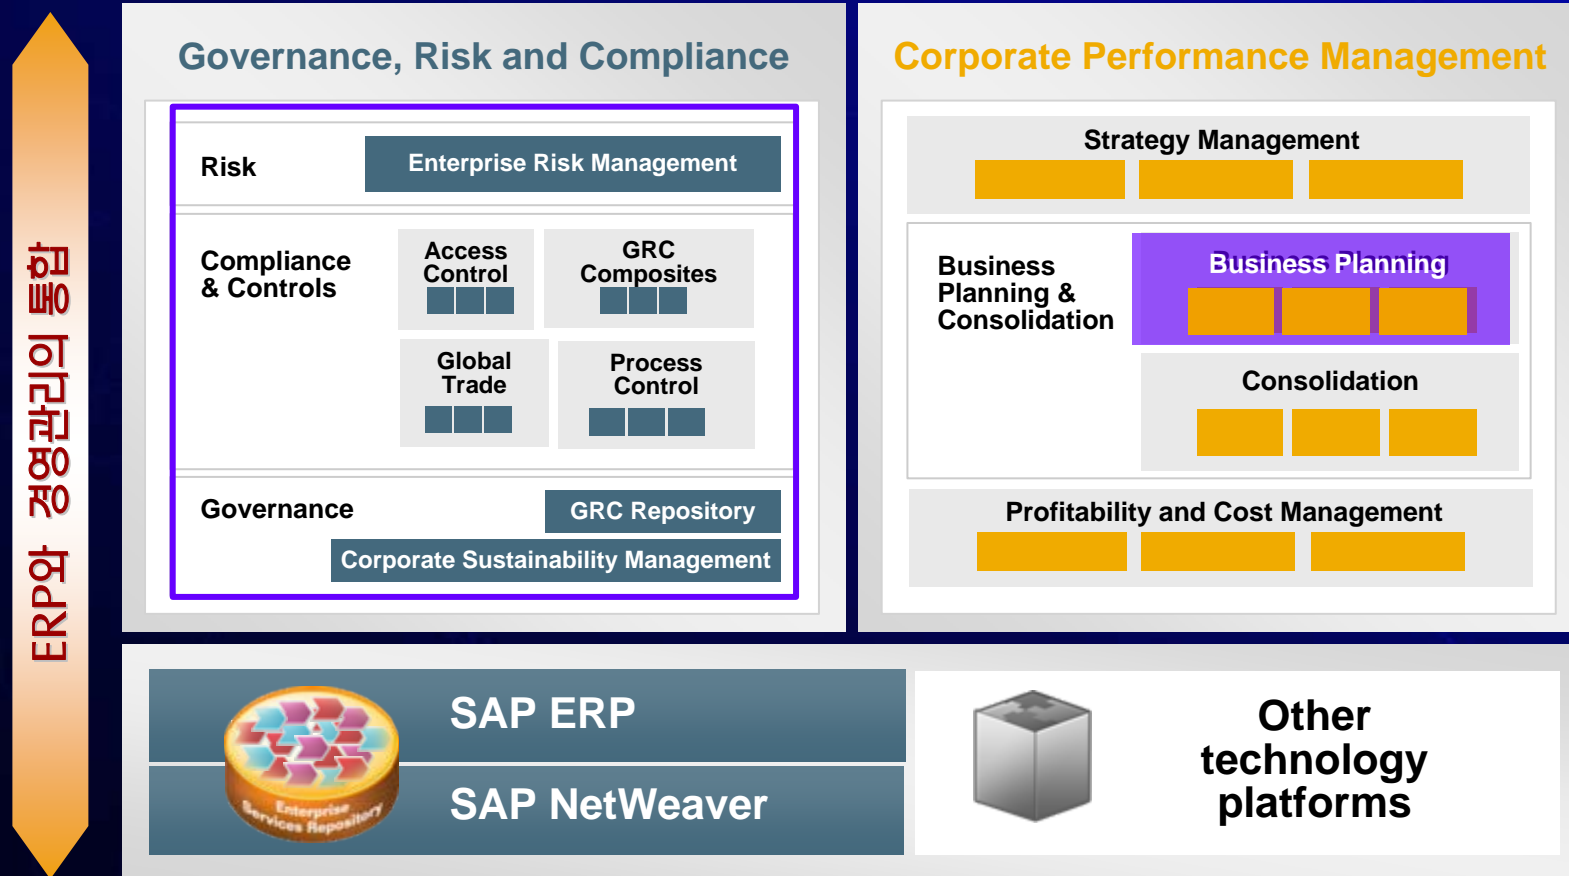 ERP와 경영관리의 통합
Governance, Risk and Compliance
Risk
Enterprise Risk Management
Compliance
& Controls
Access
Control
GRC
Composites
Global
Trade
Process
Control
Governance
GRC Repository
Corporate Sustainability Management
Corporate Performance Management
Strategy Management
Business
Planning &
Consolidation
Business Planning
Consolidation
Profitability and Cost Management
Enterprise
Services Repository
SAP ERP
SAP NetWeaver
Other
technology
platforms